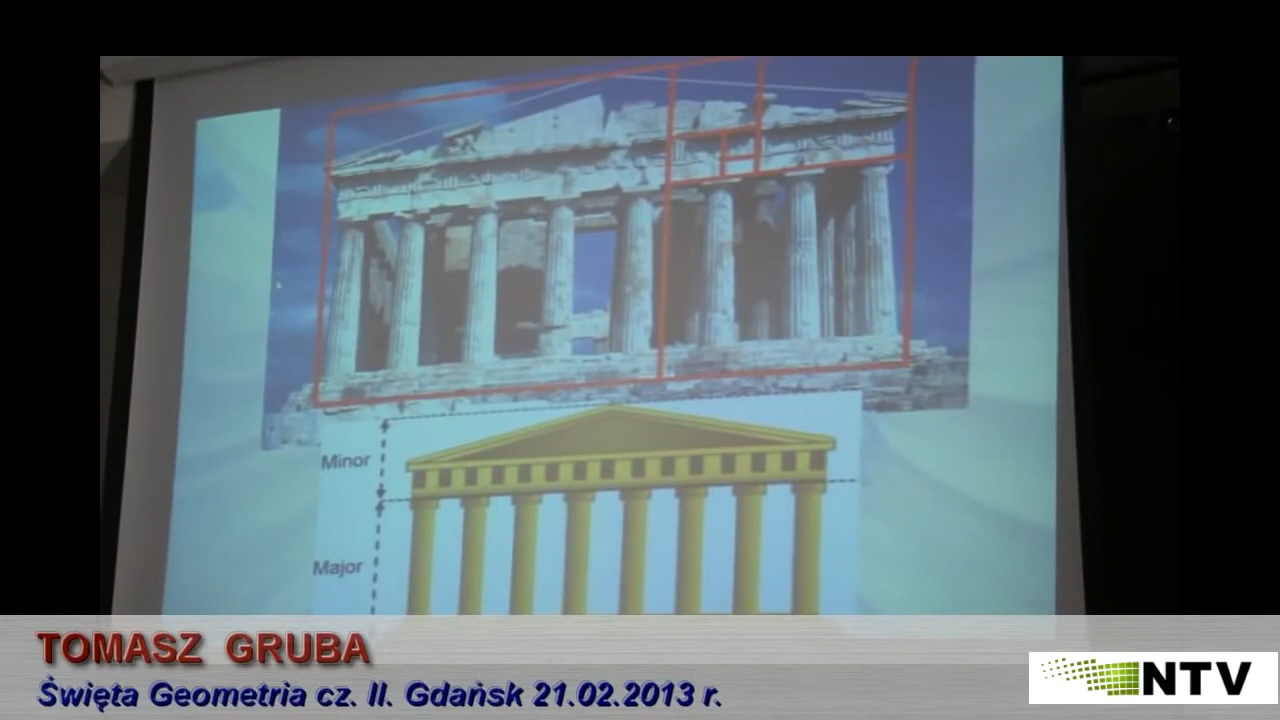 Minor
Major
TOMASZ GRUBA
Święta Geometria cz. II. Gdańsk 21.02.2013 r.
NTV